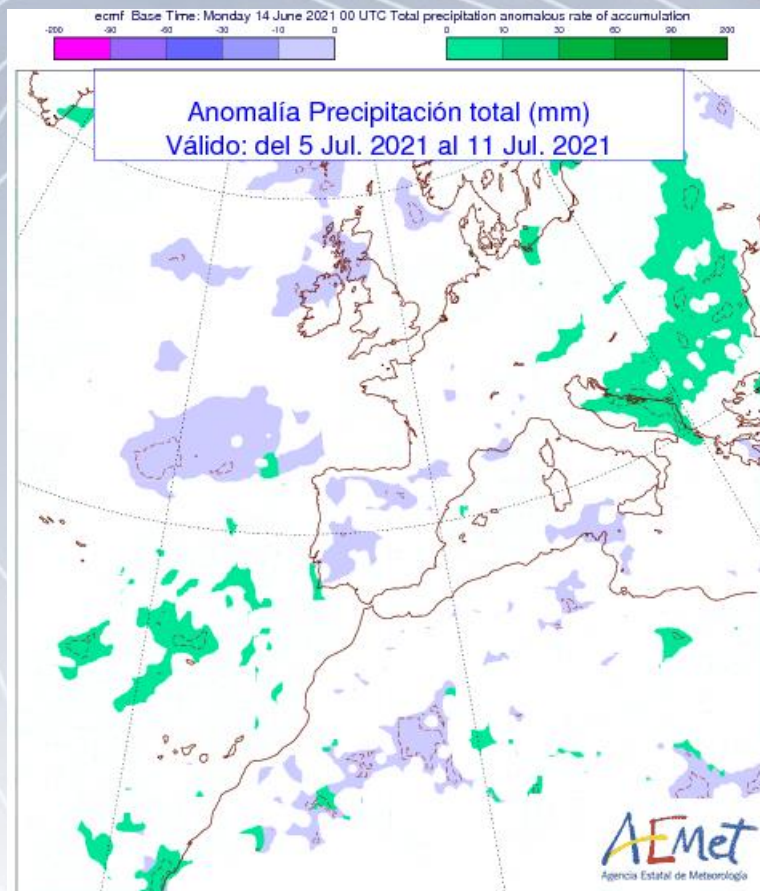 ecmf Base Time: Monday 14 June 2021 00 UTC Total precipitation anomalous rate of accumulation
-200 -90 -60 -30 -10 0 0 10 30 60 90 200
Anomalía Precipitación total (mm)
Válido: del 5 Jul. 2021 al 11 Jul. 2021
AEMet
Agencia Estatal de Meteorología